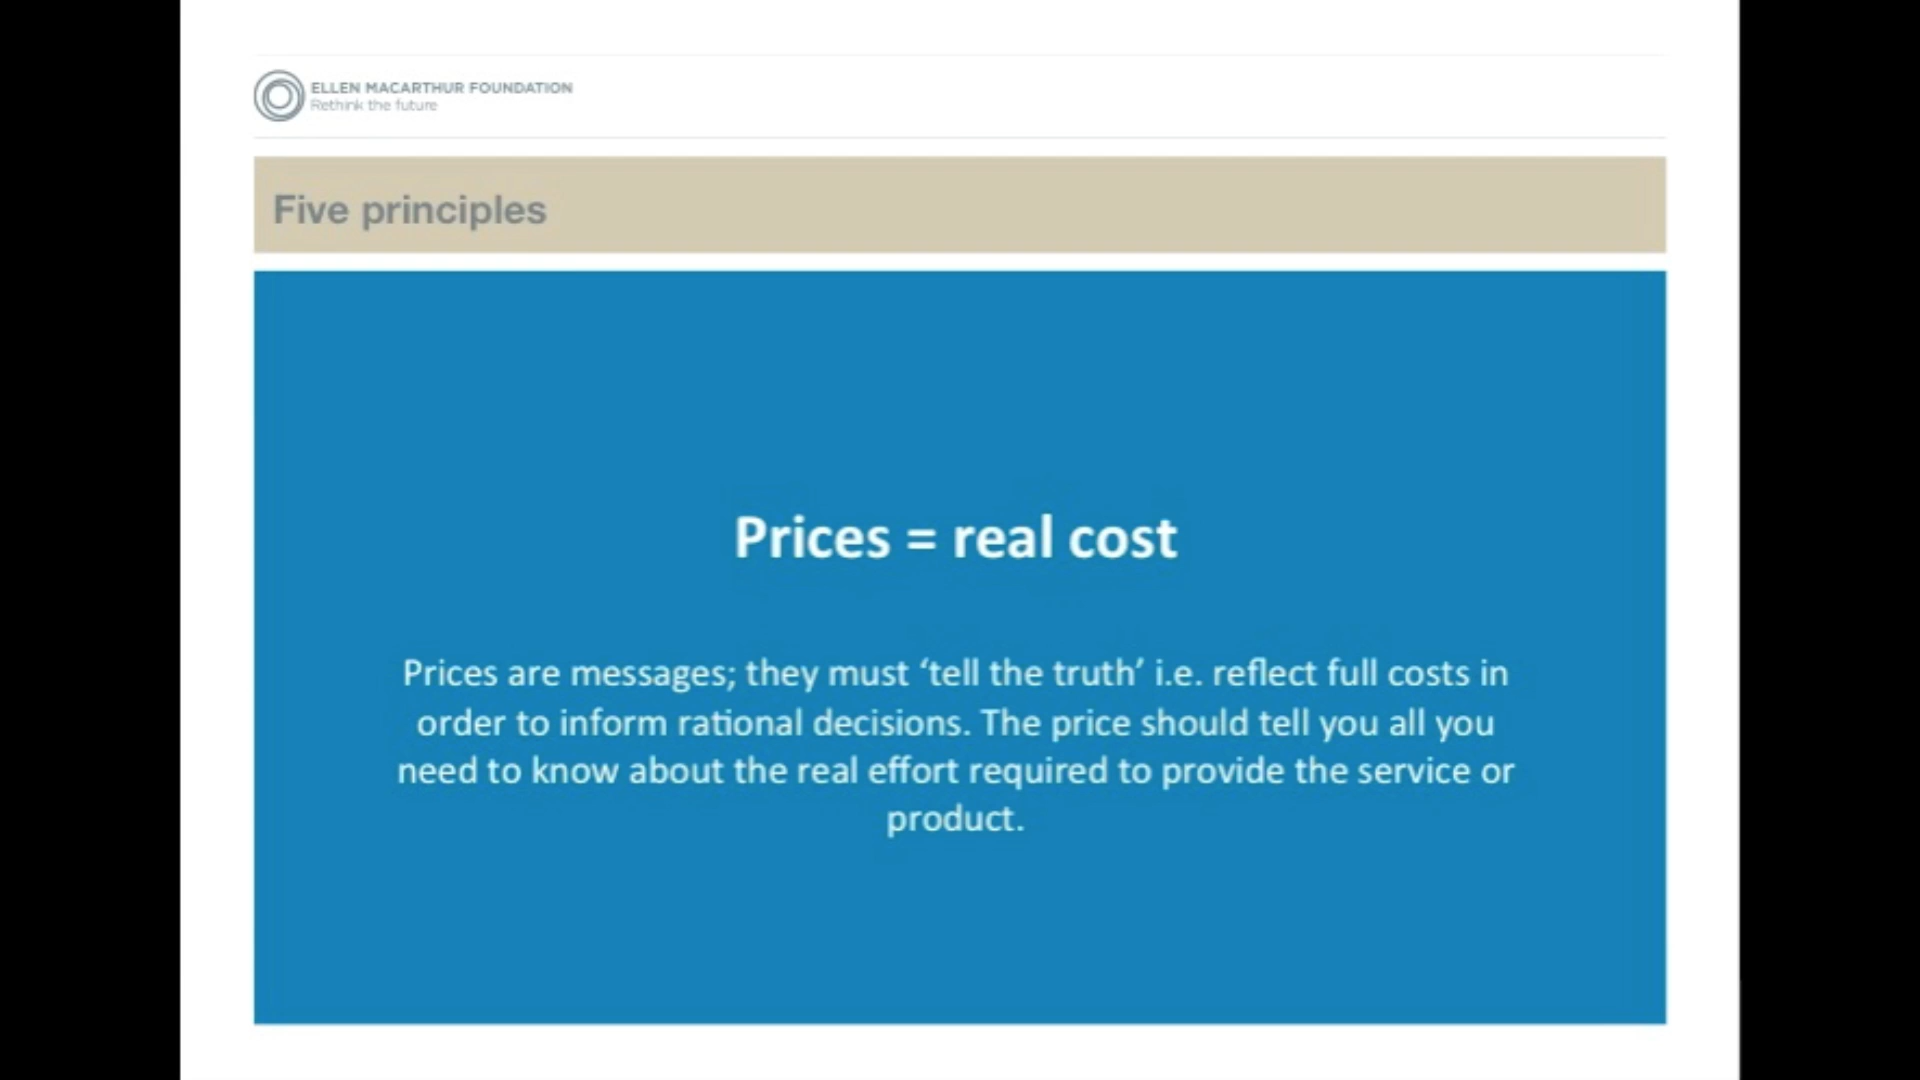 ELLEN MACARTHUR FOUNDATION
Rethink the future
Five principles
Prices = real cost
Prices are messages; they must ‘tell the truth’ i.e. reflect full costs in
order to inform rational decisions. The price should tell you all you
need to know about the real effort required to provide the service or
product.